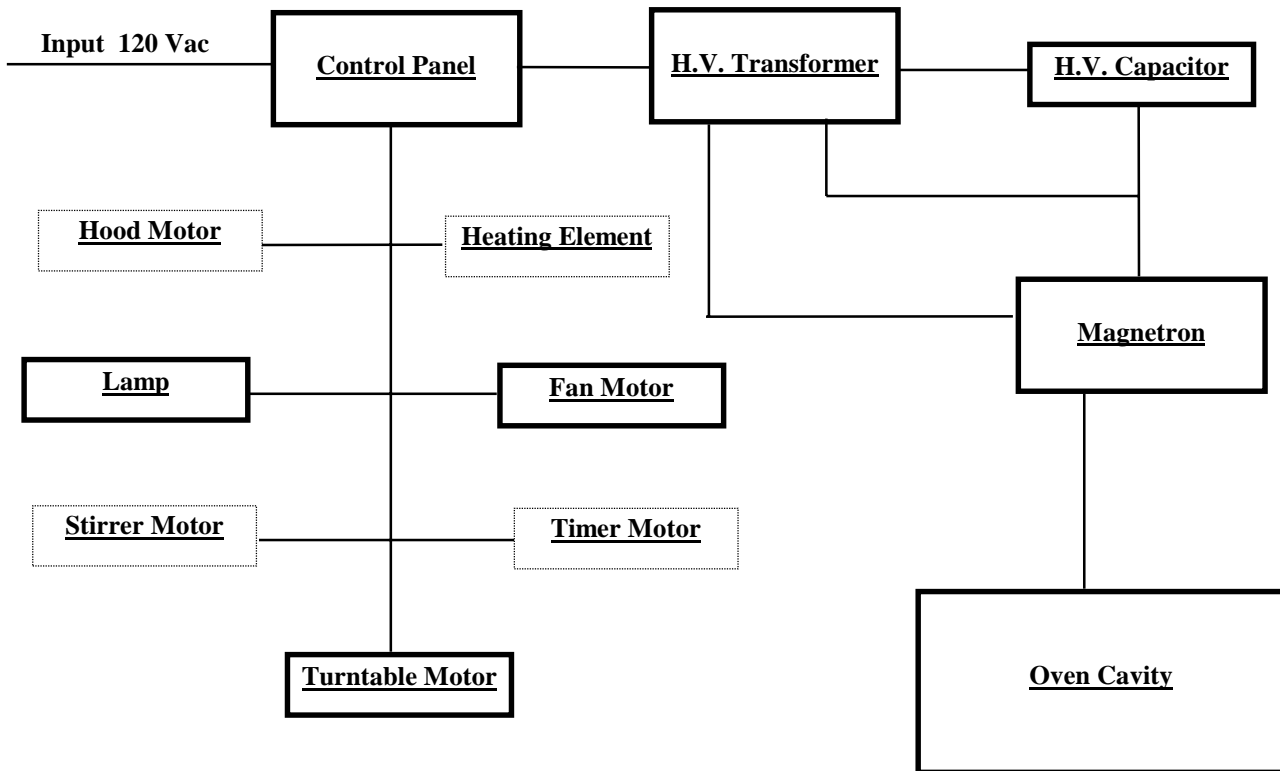 Input 120 Vac
Control Panel
H.V. Transformer
H.V. Capacitor
Hood Motor
Heating Element
Magnetron
Lamp
Fan Motor
Stirrer Motor
Timer Motor
Turntable Motor
Oven Cavity